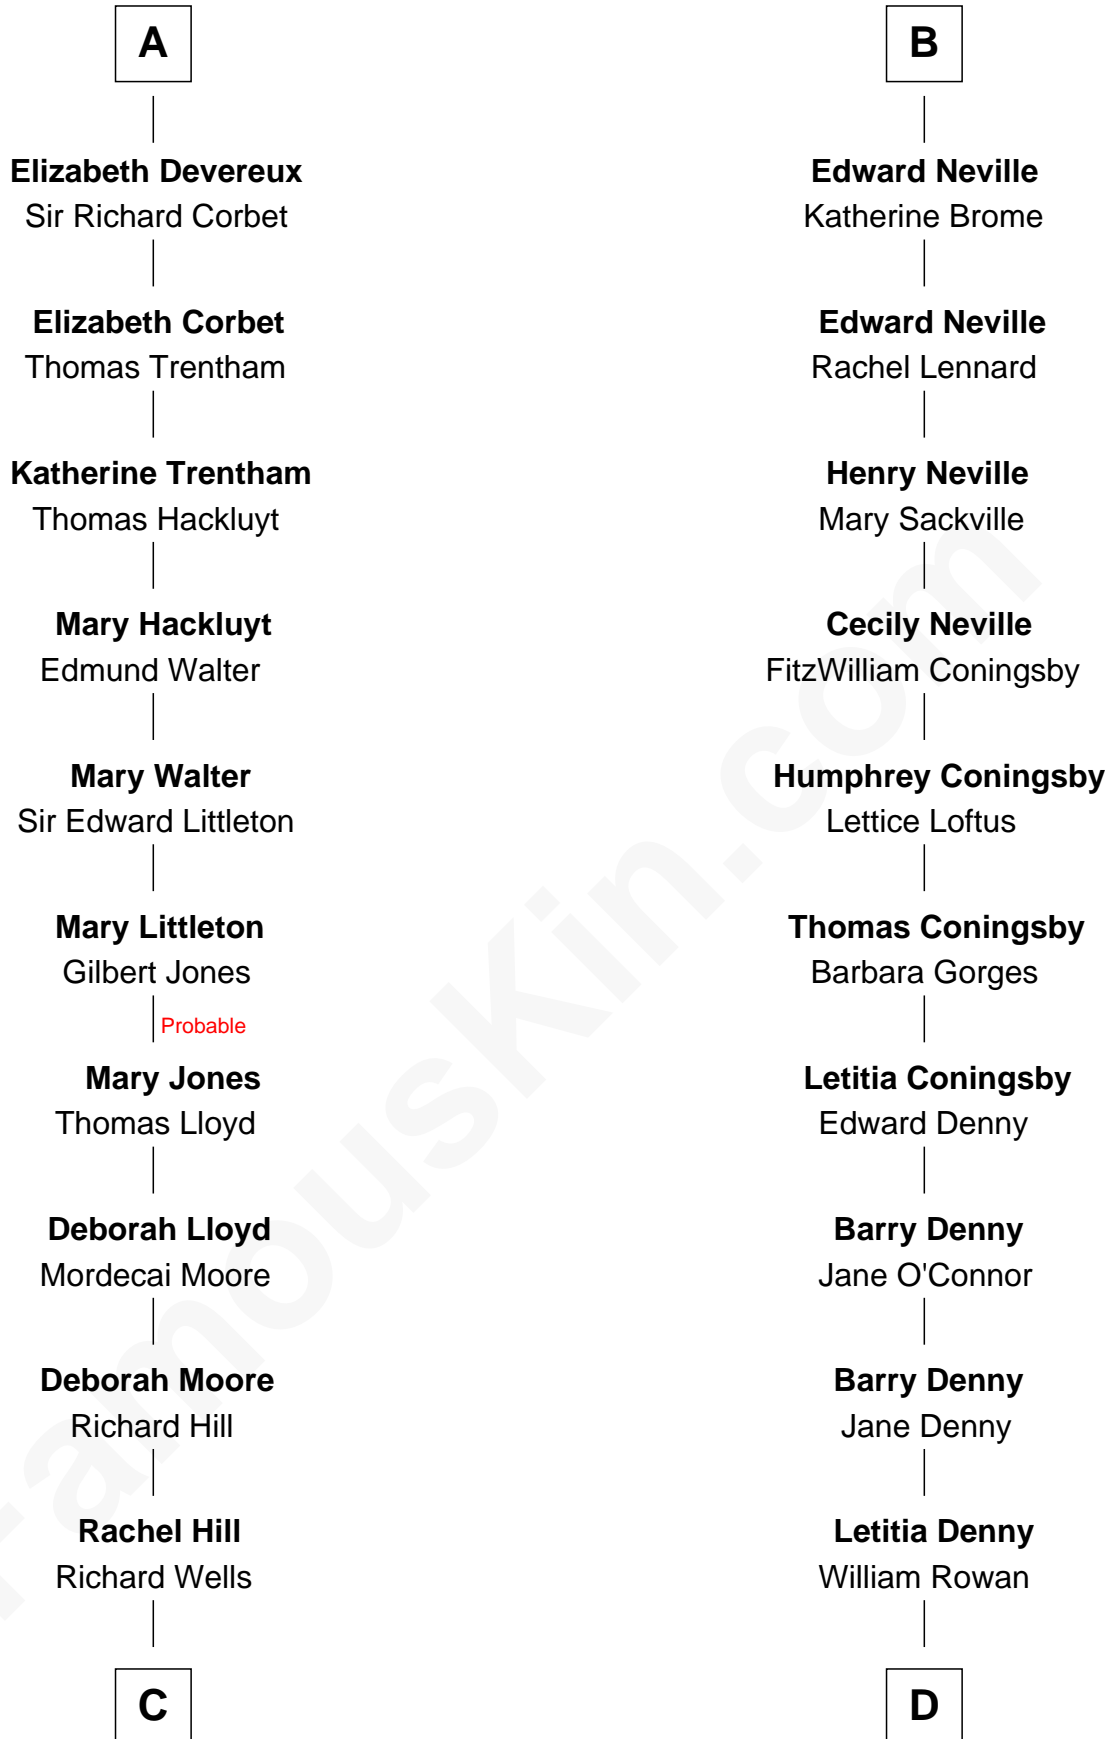 A
Elizabeth Devereux
Sir Richard Corbet
Elizabeth Corbet
Thomas Trentham
Katherine Trentham
Thomas Hackluyt
Mary Hackluyt
Edmund Walter
Mary Walter
Sir Edward Littleton
Mary Littleton
Gilbert Jones
Probable
Mary Jones
Thomas Lloyd
Deborah Lloyd
Mordecai Moore
Deborah Moore
Richard Hill
Rachel Hill
Richard Wells
C
B
Edward Neville
Katherine Brome
Edward Neville
Rachel Lennard
Henry Neville
Mary Sackville
Cecily Neville
FitzWilliam Coningsby
Humphrey Coningsby
Lettice Loftus
Thomas Coningsby
Barbara Gorges
Letitia Coningsby
Edward Denny
Barry Denny
Jane O'Connor
Barry Denny
Jane Denny
Letitia Denny
William Rowan
D
FamousKin.com